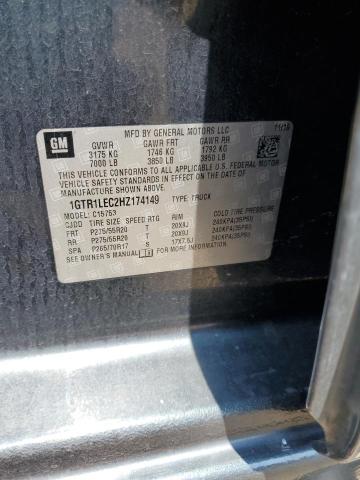 GM
MFD BY GENERAL MOTORS LLC
11/16
GVWR GAWR FRT GAWR RR
3175 KG 1746 KG 1792 KG
7000 LB 3850 LB 3950 LB
THIS VEHICLE CONFORMS TO ALL APPLICABLE U.S. FEDERAL MOTOR
VEHICLE SAFETY STANDARDS IN EFFECT ON THE DATE OF
MANUFACTURE SHOWN ABOVE.
1GTR1LEC2HZ174149 TYPE: TRUCK
MODEL: C15753
CJDD TIRE SIZE SPEED RTG RIM COLD TIRE PRESSURE
FRT P275/55R20 T 20X9J 240KPA(35PSI)
RR P275/55R20 T 20X9J 240KPA(35PSI)
SPA P265/70R17 S 17X7.5J 240KPA(35PSI)
SEE OWNER'S MANUAL FOR ADDITIONAL INFORMATION.